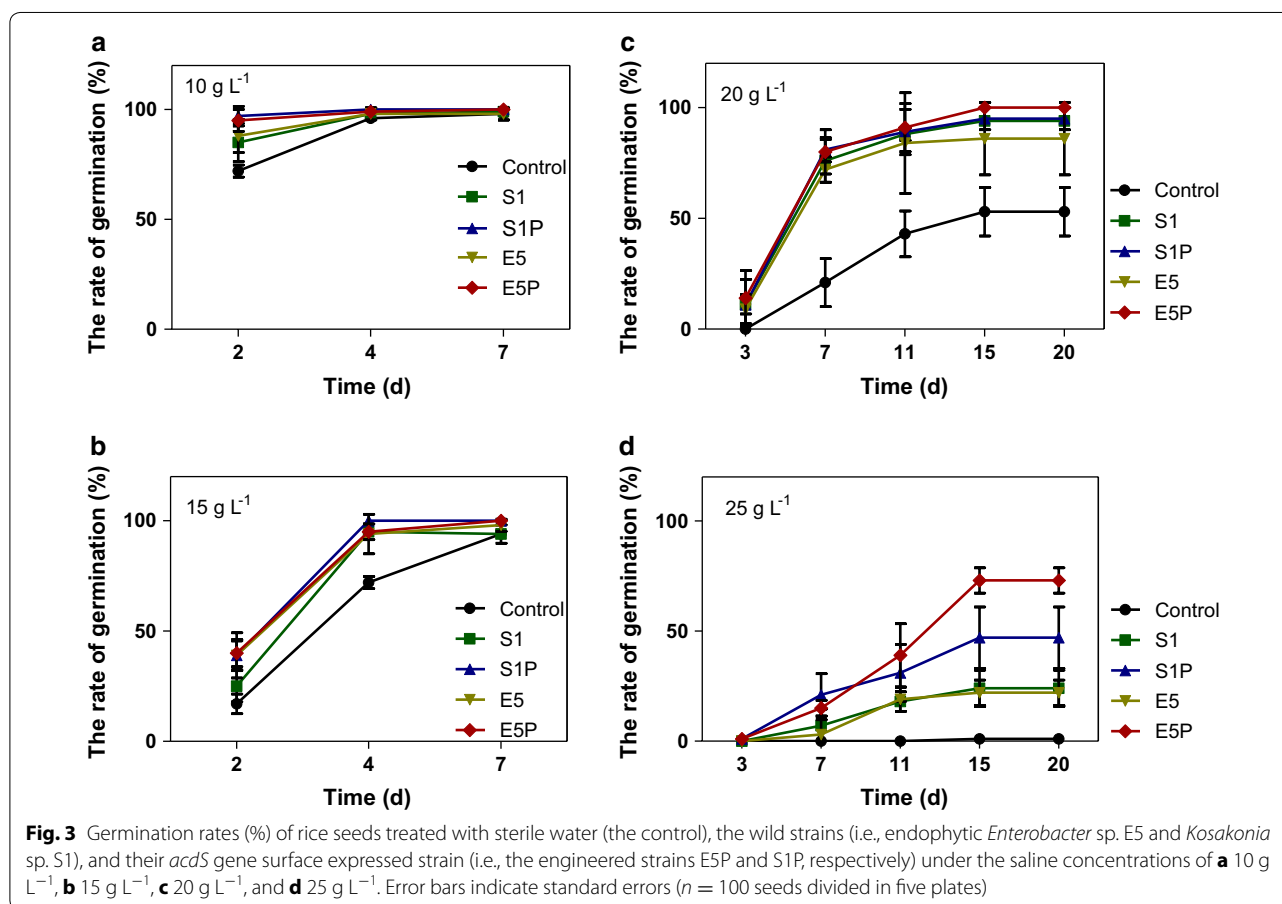 a
The rate of germination (%)
10 g L⁻¹
100
50
0
2 4 7
Time (d)
Control
S1
S1P
E5
E5P
c
The rate of germination (%)
20 g L⁻¹
100
50
0
3 7 11 15 20
Time (d)
Control
S1
S1P
E5
E5P
b
The rate of germination (%)
15 g L⁻¹
100
50
0
2 4 7
Time (d)
Control
S1
S1P
E5
E5P
d
The rate of germination (%)
25 g L⁻¹
100
50
0
3 7 11 15 20
Time (d)
Control
S1
S1P
E5
E5P
Fig. 3 Germination rates (%) of rice seeds treated with sterile water (the control), the wild strains (i.e., endophytic Enterobacter sp. E5 and Kosakonia
sp. S1), and their acdS gene surface expressed strain (i.e., the engineered strains E5P and S1P, respectively) under the saline concentrations of a 10 g
L⁻¹, b 15 g L⁻¹, c 20 g L⁻¹, and d 25 g L⁻¹. Error bars indicate standard errors (n = 100 seeds divided in five plates)